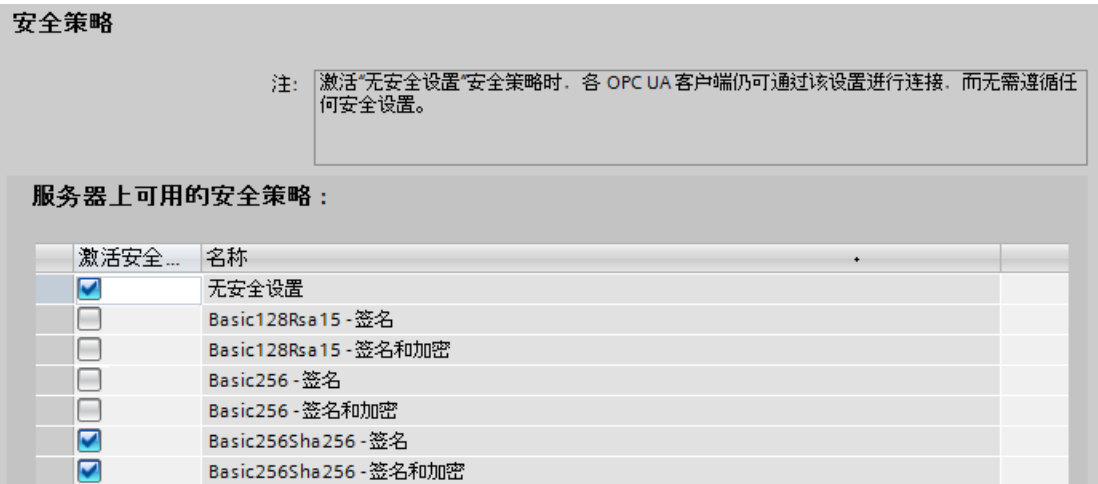 安全策略
注: 激活“无安全设置”安全策略时，各 OPC UA 客户端仍可通过该设置进行连接，而无需遵循任
何安全设置。
服务器上可用的安全策略：
激活安全... 名称
无安全设置
Basic128Rsa15 -签名
Basic128Rsa15 -签名和加密
Basic256 -签名
Basic256 -签名和加密
Basic256Sha256 -签名
Basic256Sha256 -签名和加密